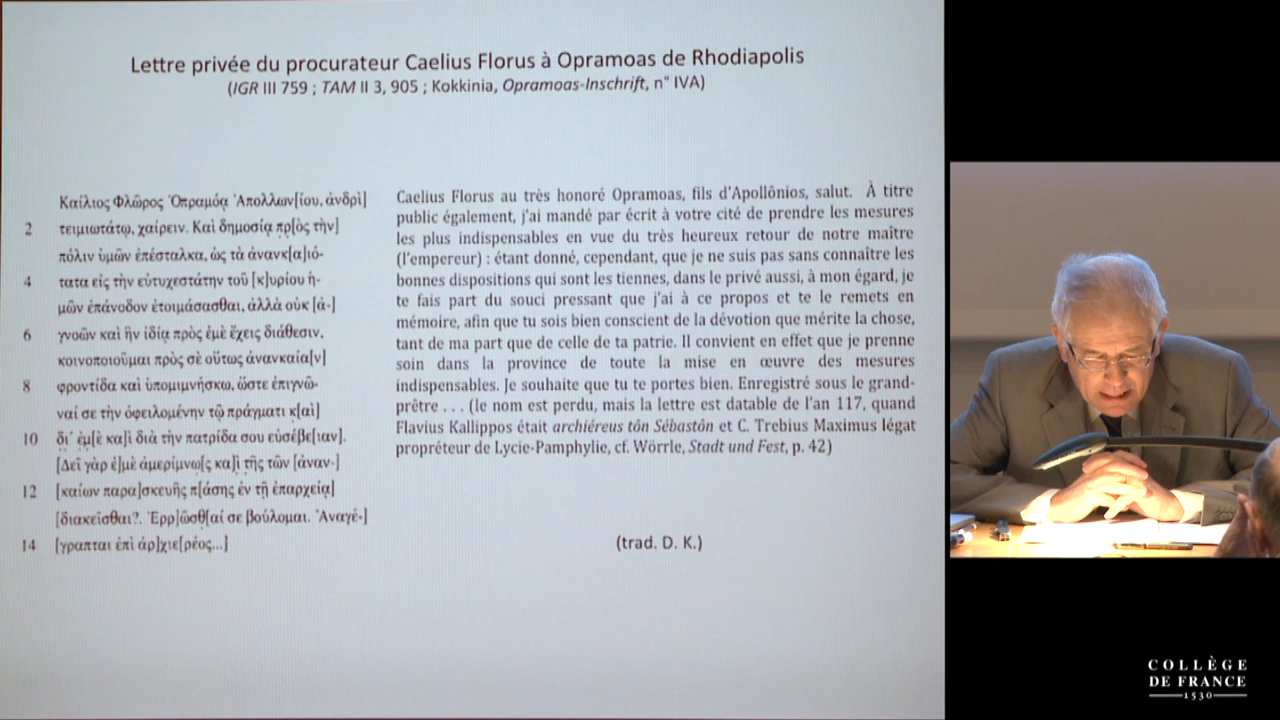 Lettre privée du procurateur Caelius Florus à Opramoas de Rhodiapolis
(IGR III 759 ; TAM II 3, 905 ; Kokkinia, Opramoas-Inschrift, n° IVA)
Καίλιος Φλῶρος Ὀπραμόᾳ Ἀπολλων[ίου, ἀνδρὶ]
2 τειμιωτάτῳ, χαίρειν. Καὶ δημοσίᾳ πρ̣[ὸς τὴν]
πόλιν ὑμῶν ἐπέσταλκα, ὡς τὰ ἀνανκ[α]ιό-
4 τατα εἰς τὴν εὐτυχεστάτην τοῦ [κ]υρίου ἡ-
μῶν ἐπάνοδον ἑτοιμάσασθαι, ἀλλὰ οὐκ [ἀ-]
6 γνοῶν καὶ ἣν ἰδίᾳ πρὸς ἐμὲ ἔχεις διάθεσιν,
κοινοποιοῦμαι πρὸς σὲ οὕτως ἀνανκαία[ν]
8 φροντίδα καὶ ὑπομιμνήσκω, ὥστε ἐπιγνῶ-
ναί σε τὴν ὀφειλομένην τῷ πράγματι κ[αὶ]
10 δι᾽ ἐμ[ὲ κα]ὶ διὰ τὴν πατρίδα σου εὐσέβε[ιαν].
[Δεῖ γὰρ ἐ]μὲ ἀμερίμνω[ς κα]ὶ τῆς τῶν [ἀναν-]
12 [καίων παρα]σκευῆς π[άσης ἐν τῇ ἐπαρχείᾳ]
[διακεῖσθαι?. Ἐρρ]ῶσθ[αί σε βούλομαι. Ἀναγέ-]
14 [γραπται ἐπὶ ἀρ]χιε[ρέος...]
Caelius Florus au très honoré Opramoas, fils d'Apollônios, salut. À titre
public également, j'ai mandé par écrit à votre cité de prendre les mesures
les plus indispensables en vue du très heureux retour de notre maître
(l'empereur) : étant donné, cependant, que je ne suis pas sans connaître les
bonnes dispositions qui sont les tiennes, dans le privé aussi, à mon égard, je
te fais part du souci pressant que j'ai à ce propos et te le remets en
mémoire, afin que tu sois bien conscient de la dévotion que mérite la chose,
tant de ma part que de celle de ta patrie. Il convient en effet que je prenne
soin dans la province de toute la mise en œuvre des mesures
indispensables. Je souhaite que tu te portes bien. Enregistré sous le grand-
prêtre . . . (le nom est perdu, mais la lettre est datable de l'an 117, quand
Flavius Kallippos était archiéreus tôn Sébastôn et C. Trebius Maximus légat
propréteur de Lycie-Pamphylie, cf. Wörrle, Stadt und Fest, p. 42)
(trad. D. K.)
COLLÈGE
DE FRANCE
1530